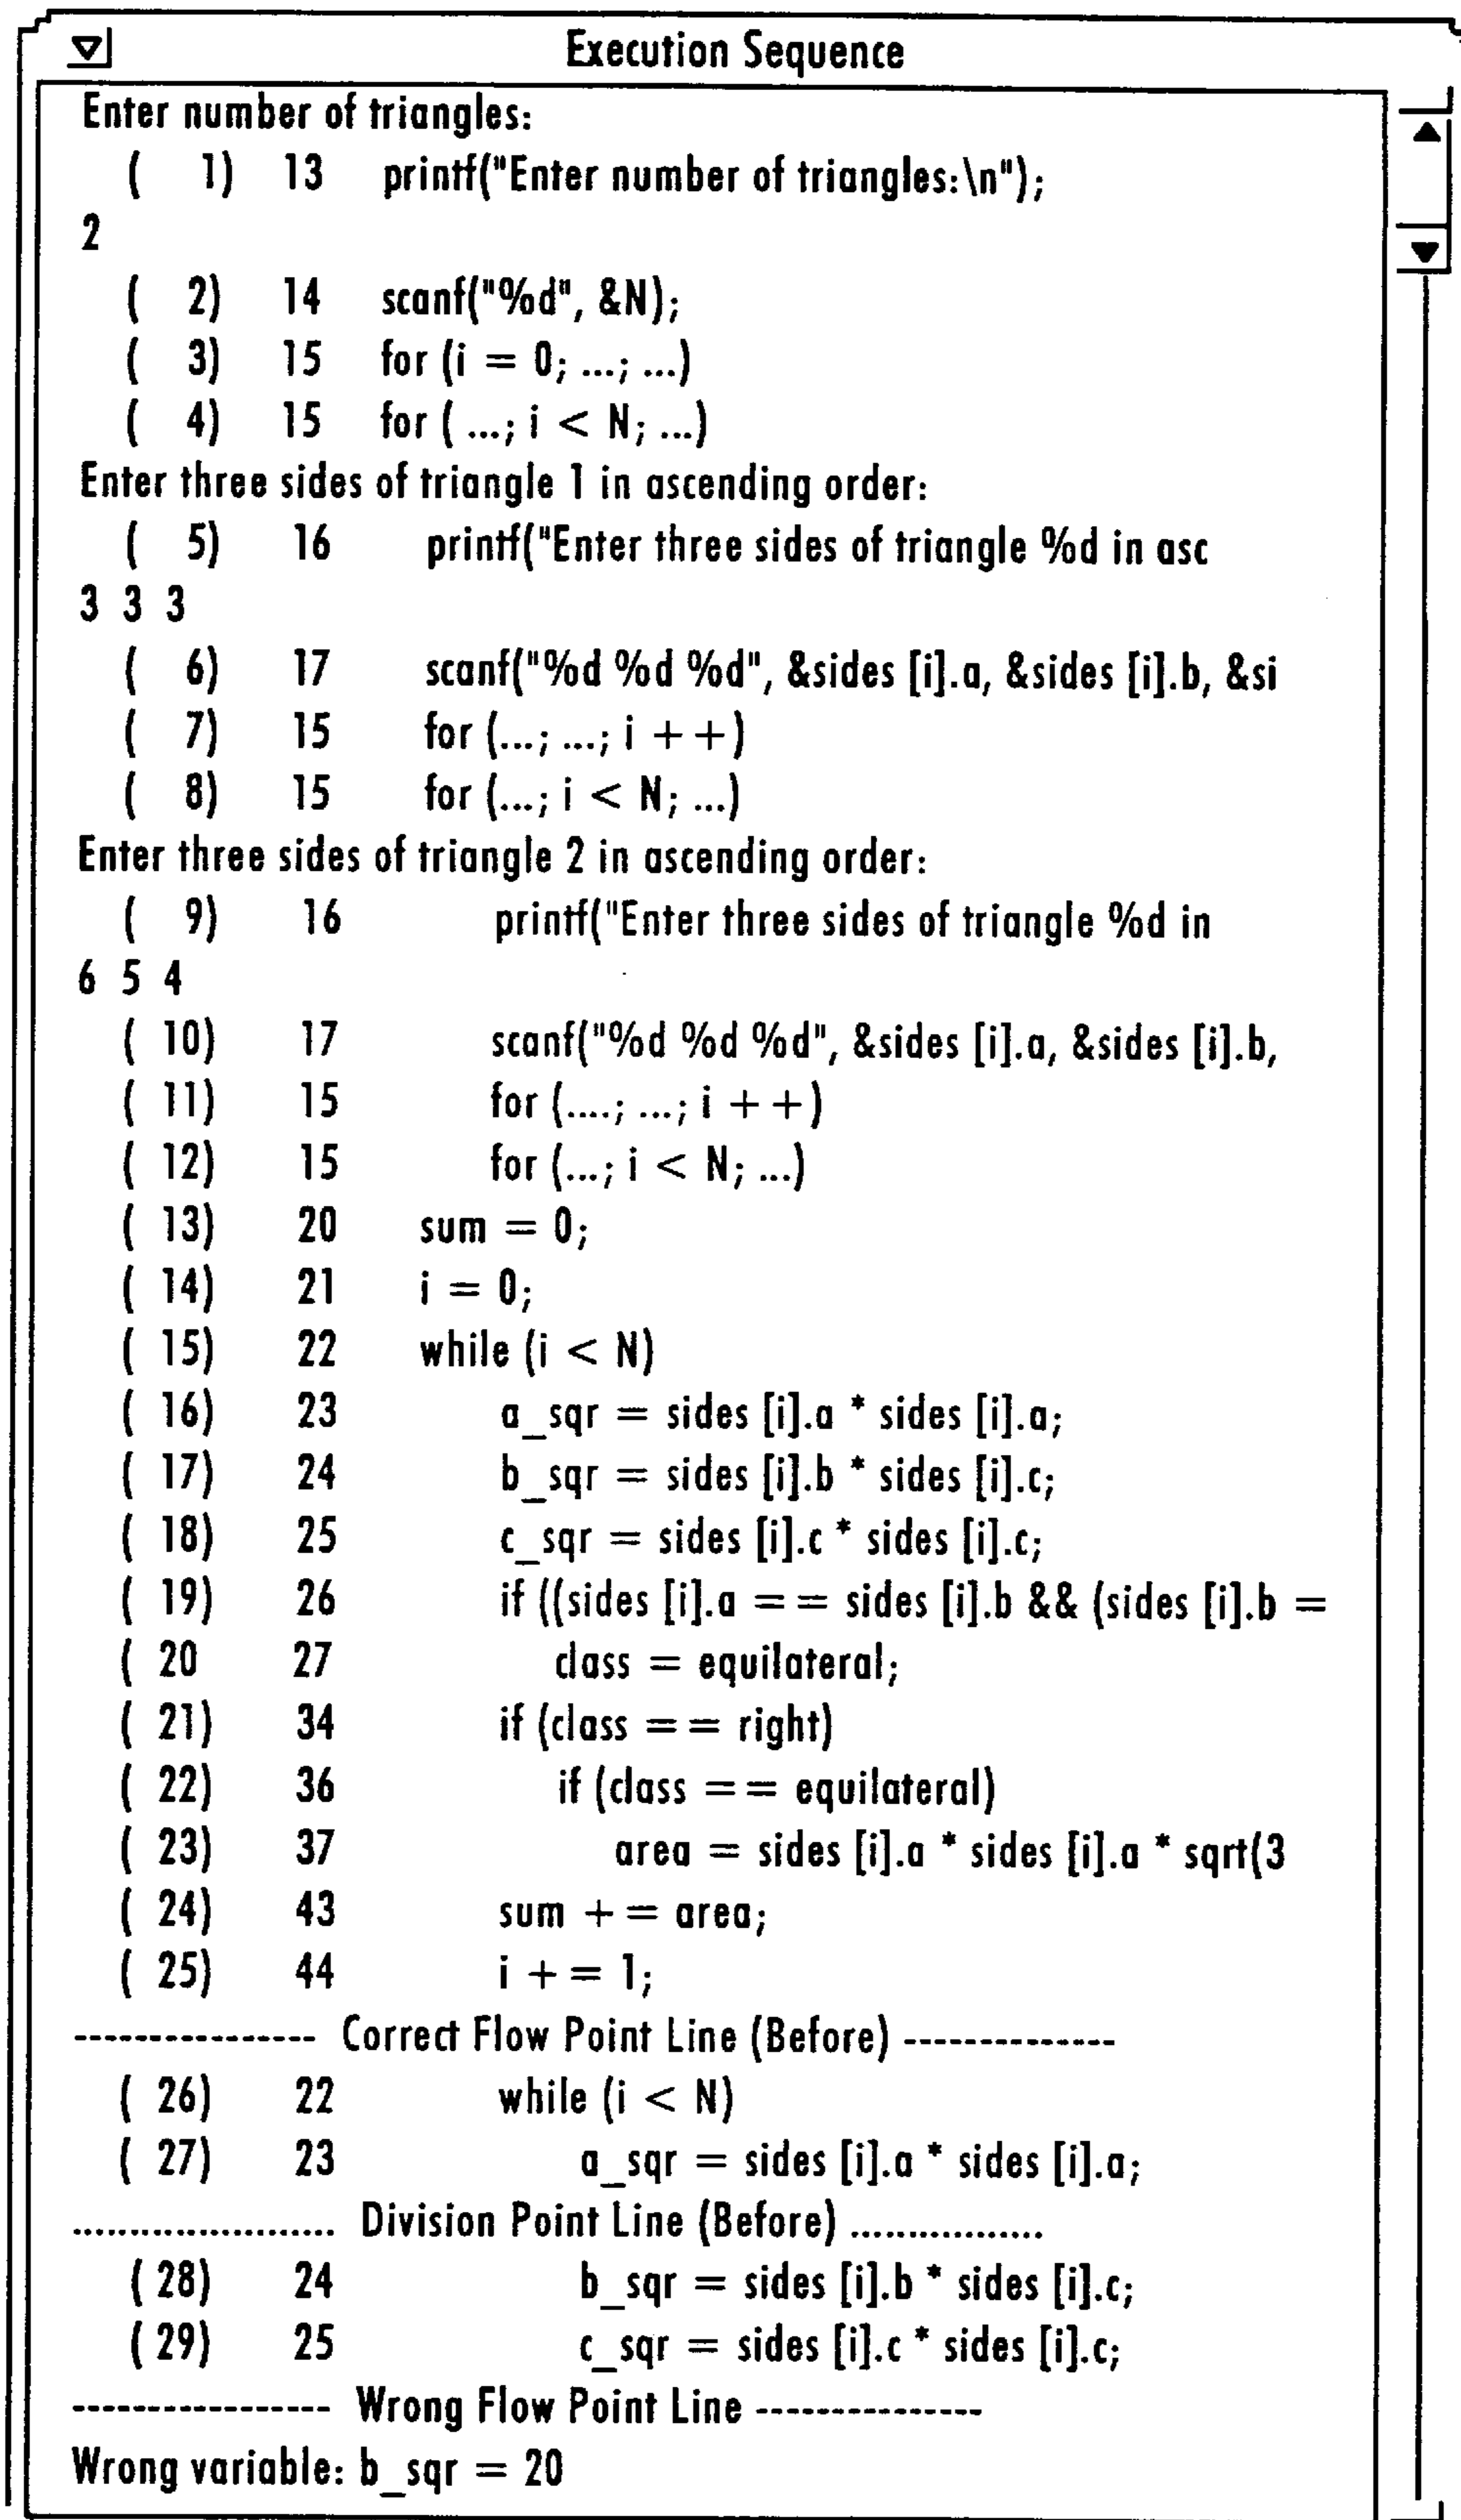 Execution Sequence
Enter number of triangles:
( 1) 13 printf("Enter number of triangles:\n");
2
( 2) 14 scanf("%d", &N);
( 3) 15 for (i = 0; ...; ...)
( 4) 15 for ( ...; i < N; ...)
Enter three sides of triangle 1 in ascending order:
( 5) 16 printf("Enter three sides of triangle %d in asc
3 3 3
( 6) 17 scanf("%d %d %d", &sides [i].a, &sides [i].b, &si
( 7) 15 for (...; ...; i + +)
( 8) 15 for (...; i < N; ...)
Enter three sides of triangle 2 in ascending order:
( 9) 16 printf("Enter three sides of triangle %d in
6 5 4
( 10) 17 scanf("%d %d %d", &sides [i].a, &sides [i].b,
( 11) 15 for (....; ...; i + +)
( 12) 15 for (...; i < N; ...)
( 13) 20 sum = 0;
( 14) 21 i = 0;
( 15) 22 while (i < N)
( 16) 23 a_sqr = sides [i].a * sides [i].a;
( 17) 24 b_sqr = sides [i].b * sides [i].c;
( 18) 25 c_sqr = sides [i].c * sides [i].c;
( 19) 26 if ((sides [i].a = = sides [i].b && (sides [i].b =
( 20 27 class = equilateral;
( 21) 34 if (class = = right)
( 22) 36 if (class = = equilateral)
( 23) 37 area = sides [i].a * sides [i].a * sqrt(3
( 24) 43 sum + = area;
( 25) 44 i + = 1;
---------------- Correct Flow Point Line (Before) --------------
( 26) 22 while (i < N)
( 27) 23 a_sqr = sides [i].a * sides [i].a;
....................... Division Point Line (Before) .................
( 28) 24 b_sqr = sides [i].b * sides [i].c;
( 29) 25 c_sqr = sides [i].c * sides [i].c;
----------------- Wrong Flow Point Line ---------------
Wrong variable: b_sqr = 20